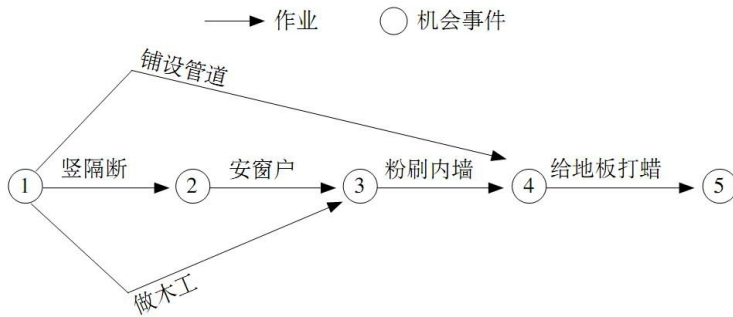 作业 机会事件
铺设管道
竖隔断 安窗户 粉刷内墙 给地板打蜡
1 2 3 4 5
做木工